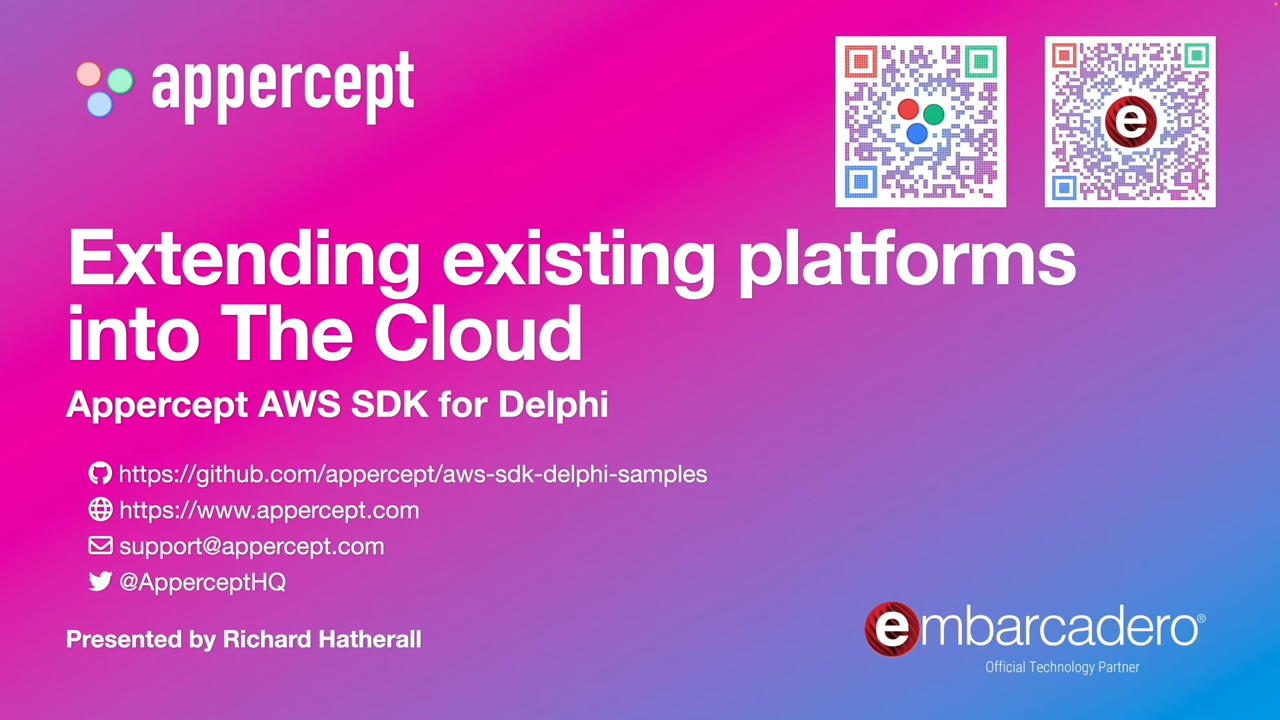 appercept
e
Extending existing platforms
into The Cloud
Appercept AWS SDK for Delphi
https://github.com/appercept/aws-sdk-delphi-samples
https://www.appercept.com
support@appercept.com
@ApperceptHQ
Presented by Richard Hatherall
embarcadero®
Official Technology Partner